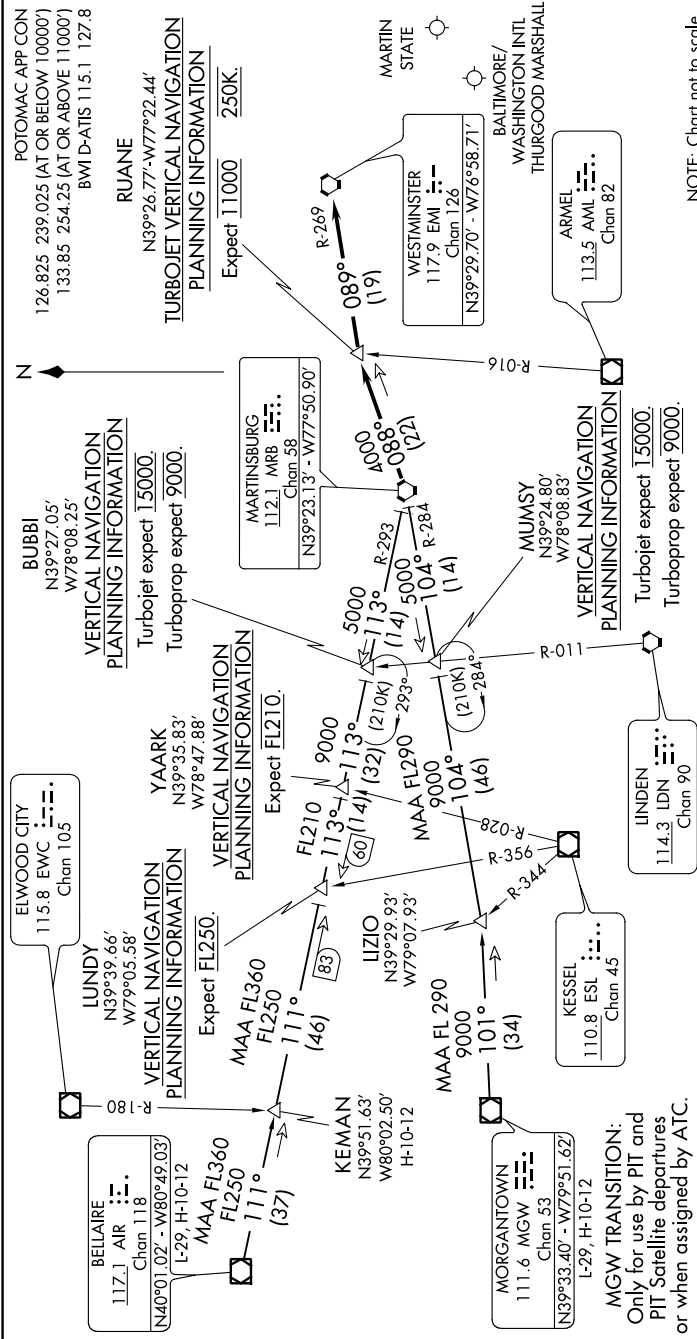 POTOMAC APP CON
126.825 239.025 (AT OR BELOW 10000')
133.85 254.25 (AT OR ABOVE 11000')
BWI D-ATIS 115.1 127.8
N
ELWOOD CITY
115.8 EWC
Chan 105
BUBBI
N39°27.05'
W78°08.25'
VERTICAL NAVIGATION
PLANNING INFORMATION
Turbojet expect 15000.
Turboprop expect 9000.
RUANE
N39°26.77'-W77°22.44'
TURBOJET VERTICAL NAVIGATION
PLANNING INFORMATION
Expect 11000 250K.
LUNDY
N39°39.66'
W79°05.58'
VERTICAL NAVIGATION
PLANNING INFORMATION
Expect FL250.
YAARK
N39°35.83'
W78°47.88'
VERTICAL NAVIGATION
PLANNING INFORMATION
Expect FL210.
MARTINSBURG
112.1 MRB
Chan 58
N39°23.13' - W77°50.90'
MARTIN
STATE
BALTIMORE/
WASHINGTON INTL
THURGOOD MARSHALL
BELLAIRE
117.1 AIR
Chan 118
N40°01.02' - W80°49.03'
L-29, H-10-12
R-180
MAA FL360
FL250
111°
(37)
KEMAN
N39°51.63'
W80°02.50'
H-10-12
MAA FL360
FL250
111°
(46)
83
FL210
113°
(14)
60
9000
113°
(32)
(210K)
293°
5000
113°
(14)
R-293
R-284
4000
088°
(22)
089°
(19)
R-269
WESTMINSTER
117.9 EMI
Chan 126
N39°29.70' - W76°58.71'
MORGANTOWN
111.6 MGW
Chan 53
N39°33.40' - W79°51.62'
L-29, H-10-12
MAA FL 290
9000
101°
(34)
LIZIO
N39°29.93'
W79°07.93'
MAA FL290
9000
104°
(46)
(210K)
284°
5000
104°
(14)
R-028
R-356
R-344
R-011
R-016
KESSEL
110.8 ESL
Chan 45
LINDEN
114.3 LDN
Chan 90
MUMSY
N39°24.80'
W78°08.83'
VERTICAL NAVIGATION
PLANNING INFORMATION
Turbojet expect 15000.
Turboprop expect 9000.
ARMEL
113.5 AML
Chan 82
MGW TRANSITION:
Only for use by PIT and
PIT Satellite departures
or when assigned by ATC.
NOTE: Chart not to scale